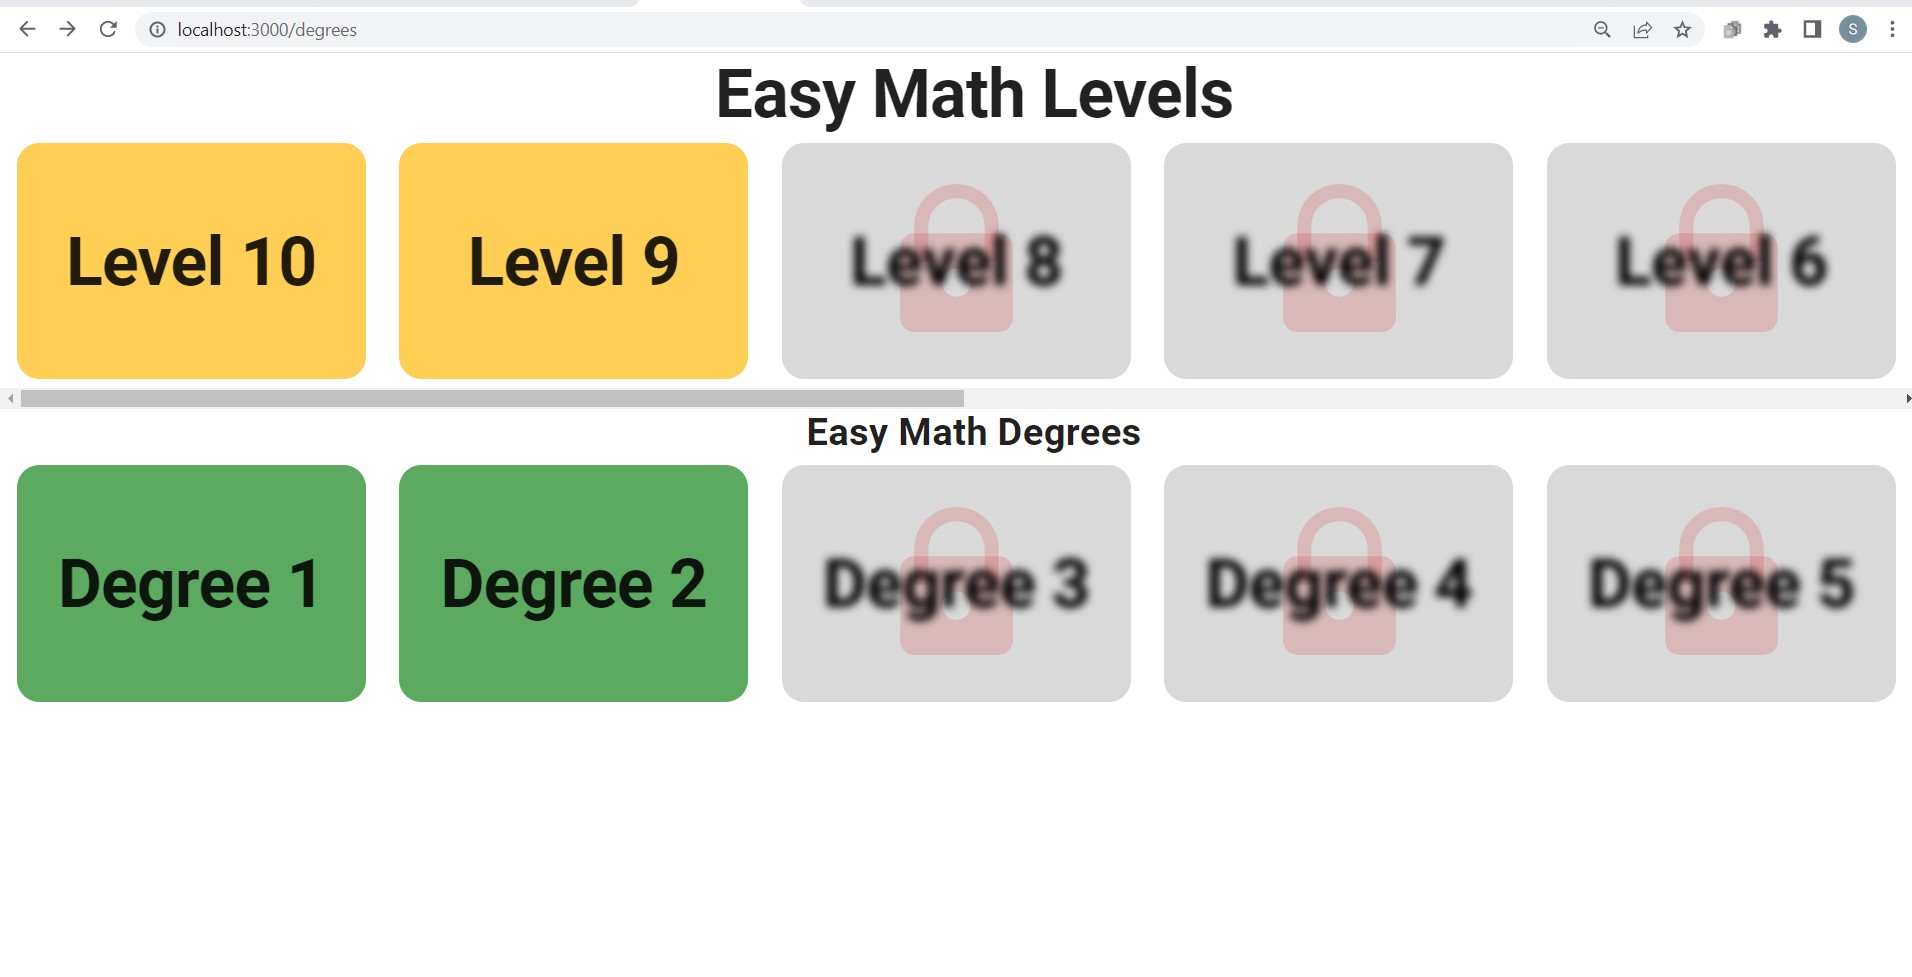 localhost:3000/degrees
S
Easy Math Levels
Level 10
Level 9
Level 8
Level 7
Level 6
Easy Math Degrees
Degree 1
Degree 2
Degree 3
Degree 4
Degree 5